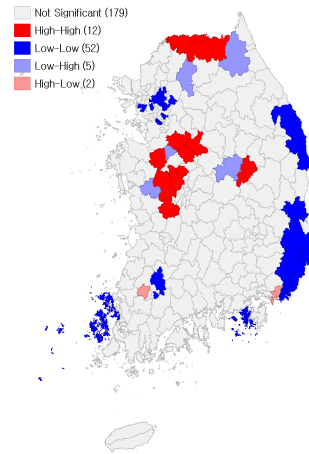 Not Significant (179)
High-High (12)
Low-Low (52)
Low-High (5)
High-Low (2)